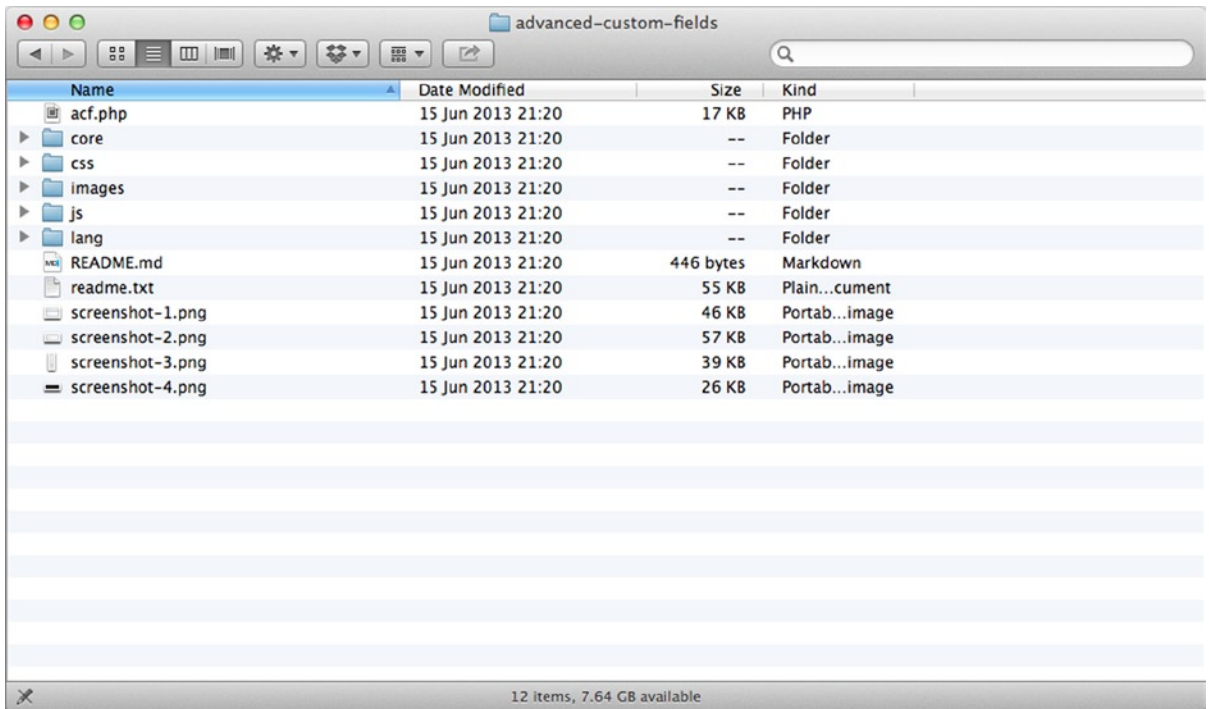 advanced-custom-fields
Name Date Modified Size Kind
acf.php 15 Jun 2013 21:20 17 KB PHP
core 15 Jun 2013 21:20 -- Folder
css 15 Jun 2013 21:20 -- Folder
images 15 Jun 2013 21:20 -- Folder
js 15 Jun 2013 21:20 -- Folder
lang 15 Jun 2013 21:20 -- Folder
README.md 15 Jun 2013 21:20 446 bytes Markdown
readme.txt 15 Jun 2013 21:20 55 KB Plain...cument
screenshot-1.png 15 Jun 2013 21:20 46 KB Portab...image
screenshot-2.png 15 Jun 2013 21:20 57 KB Portab...image
screenshot-3.png 15 Jun 2013 21:20 39 KB Portab...image
screenshot-4.png 15 Jun 2013 21:20 26 KB Portab...image
12 items, 7.64 GB available